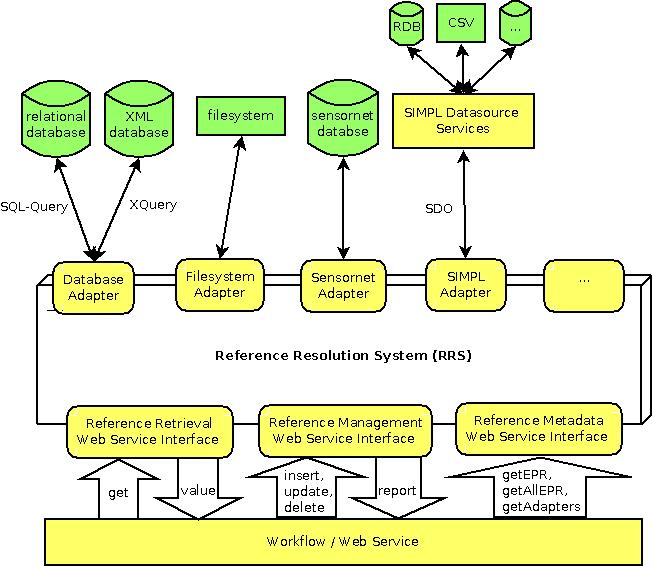 RDB
CSV
...
relational
database
XML
database
filesystem
sensornet
databse
SIMPL Datasource
Services
SQL-Query
XQuery
SDO
Database
Adapter
Filesystem
Adapter
Sensornet
Adapter
SIMPL
Adapter
...
Reference Resolution System (RRS)
Reference Retrieval
Web Service Interface
Reference Management
Web Service Interface
Reference Metadata
Web Service Interface
get
value
insert,
update,
delete
report
getEPR,
getAllEPR,
getAdapters
Workflow / Web Service